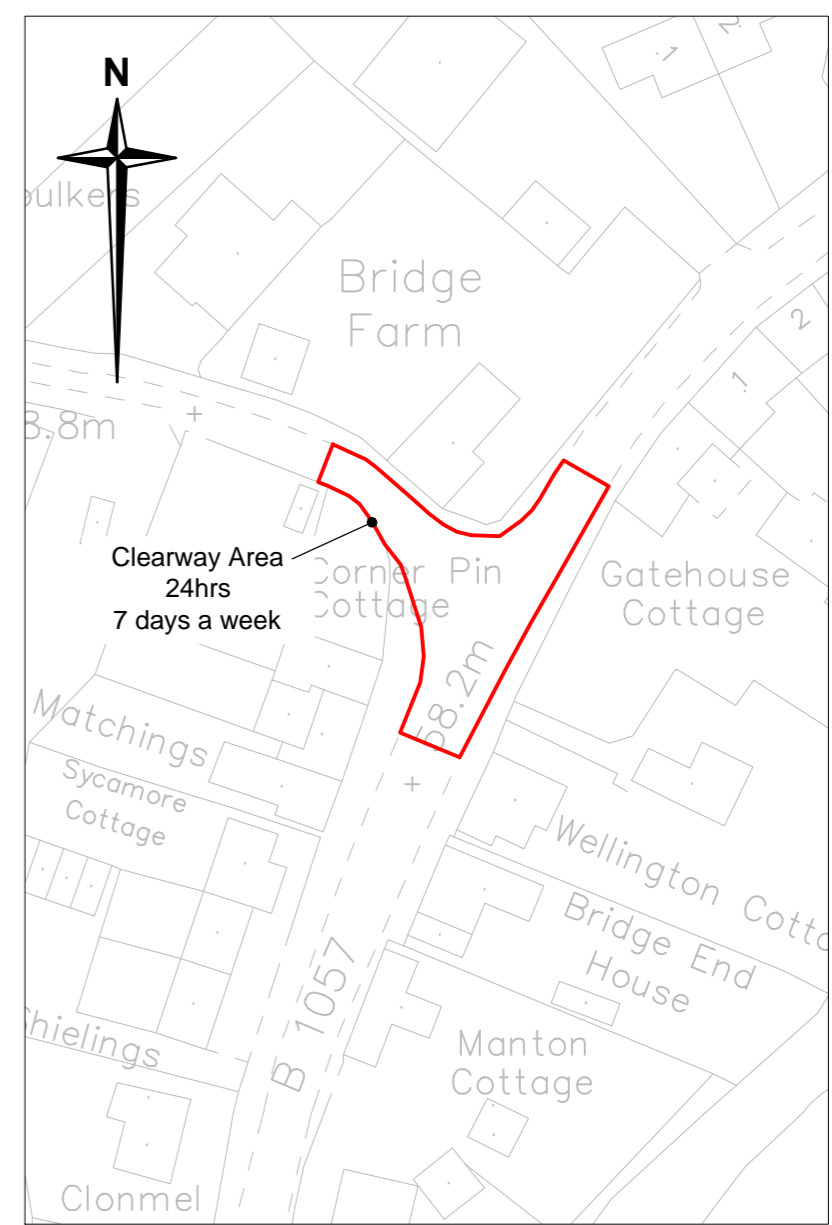 N
2
1
oulkers
Bridge
Farm
2
1
8.8m
Clearway Area
24hrs
7 days a week
Corner Pin
Cottage
Gatehouse
Cottage
58.2m
Matchings
Sycamore
Cottage
Wellington Cotta
Bridge End
House
B 1057
Shielings
Manton
Cottage
Clonmel